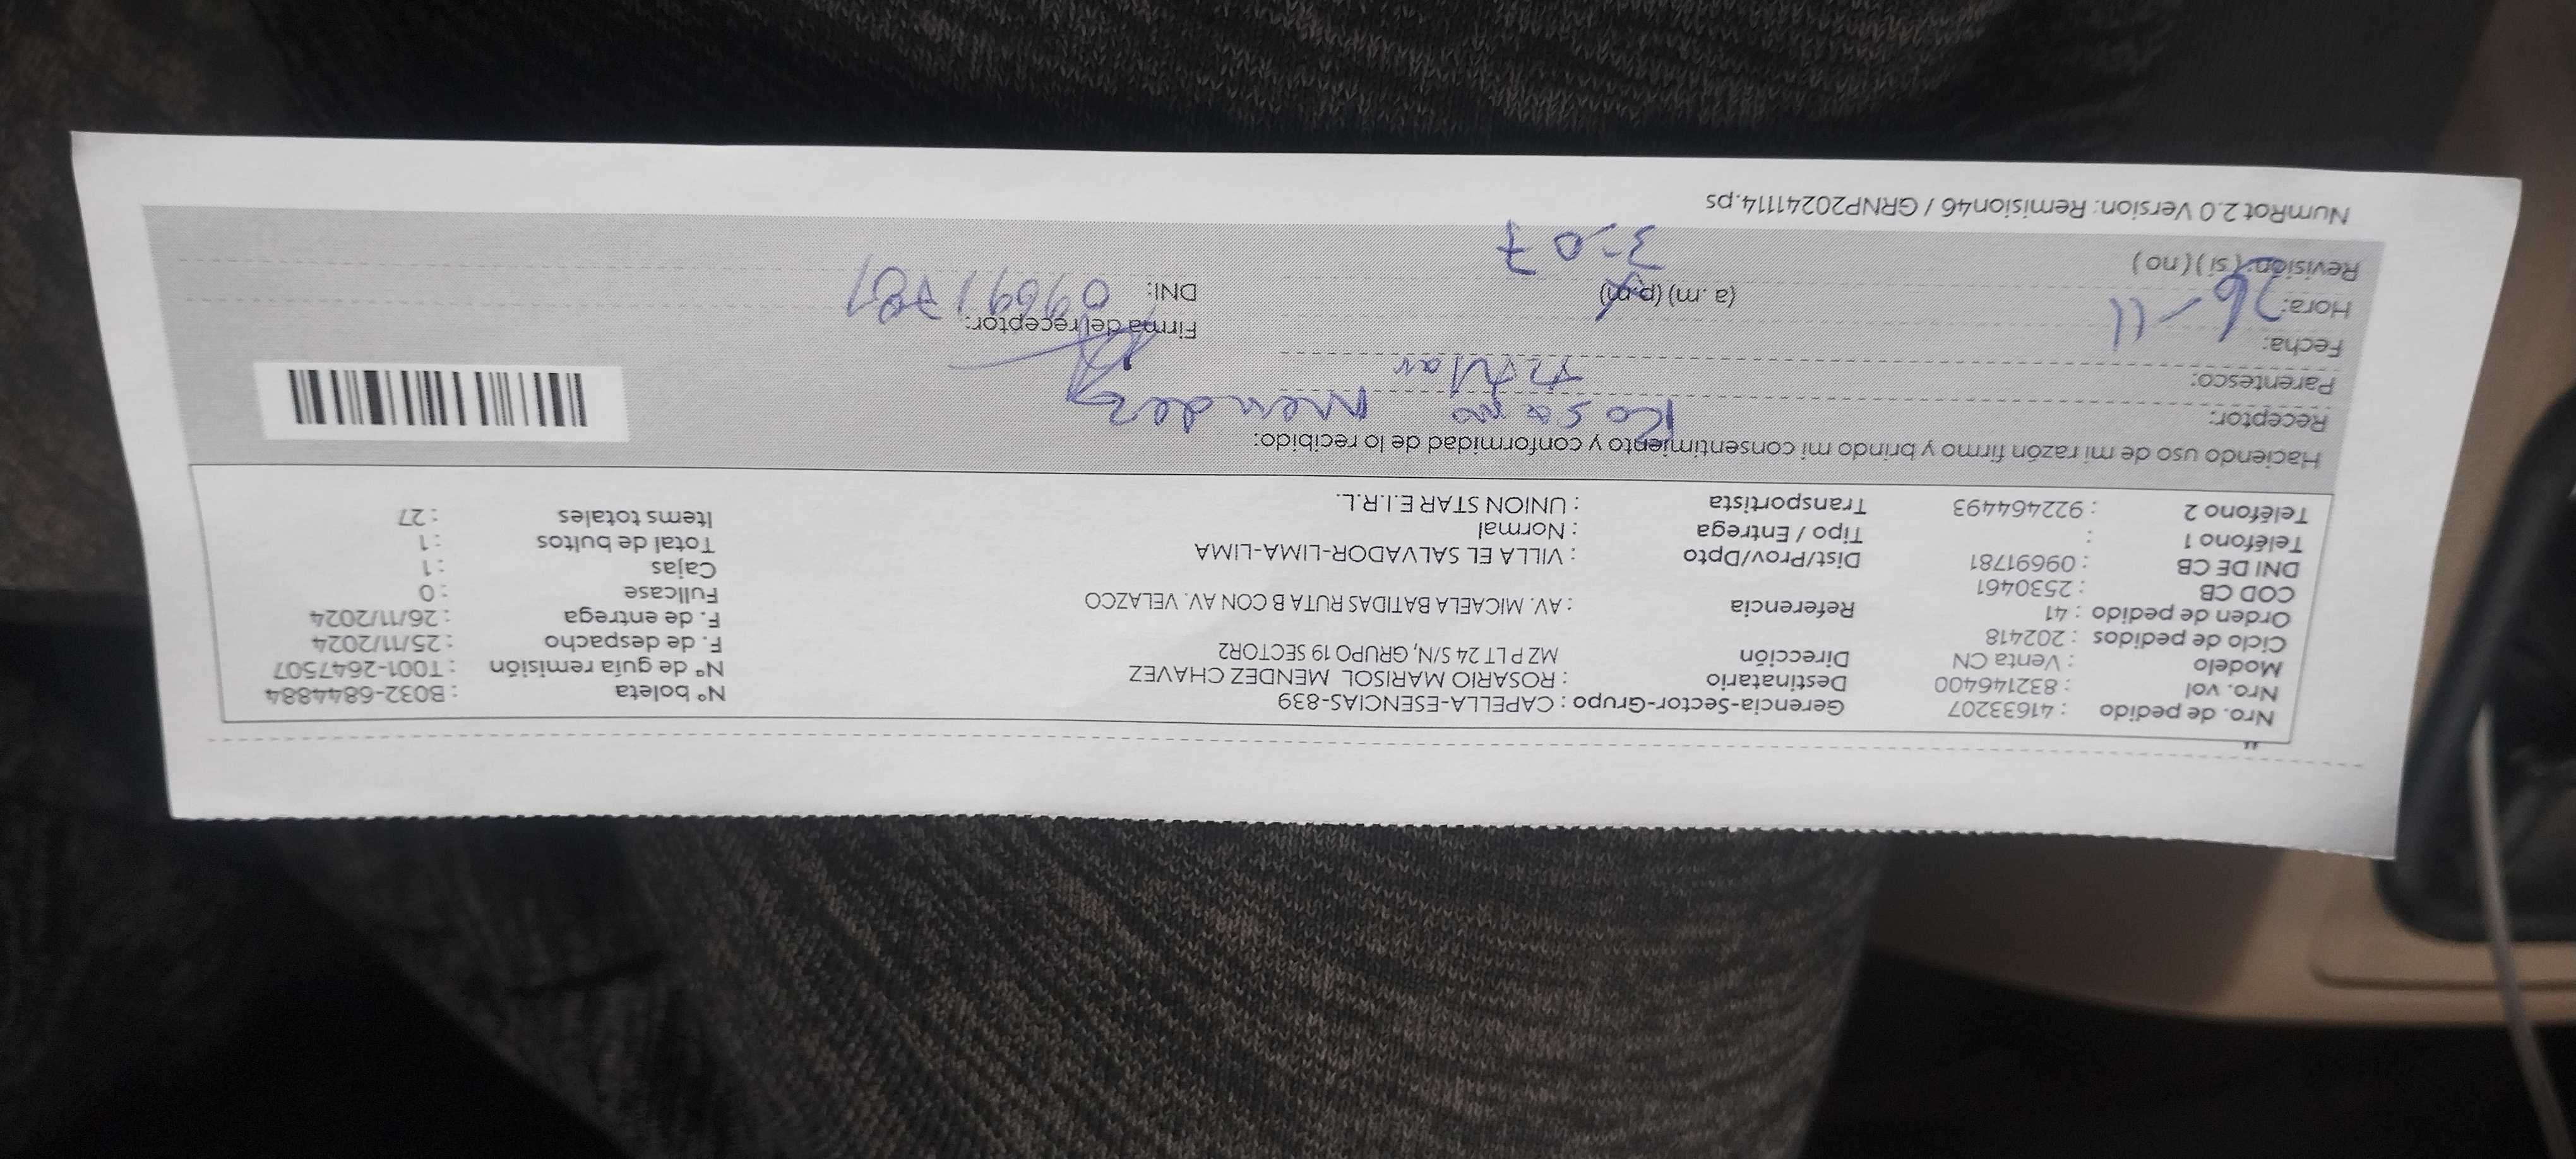 Nro. de pedido : 41633207 Gerencia-Sector-Grupo : CAPELLA-ESENCIAS-839 N° boleta : B032-6844884
Nro. vol : 832146400 Destinatario : ROSARIO MARISOL MENDEZ CHAVEZ N° de guía remisión : T001-2647507
Modelo : Venta CN Dirección MZ P LT 24 S/N, GRUPO 19 SECTOR2 F. de despacho : 25/11/2024
Ciclo de pedidos : 202418 F. de entrega : 26/11/2024
Orden de pedido : 41 Referencia : AV. MICAELA BATIDAS RUTA B CON AV. VELAZCO Fullcase : 0
COD CB : 2530461 Cajas : 1
DNI DE CB : 09691781 Dist/Prov/Dpto : VILLA EL SALVADOR-LIMA-LIMA Total de bultos : 1
Teléfono 1 : Tipo / Entrega : Normal Items totales : 27
Teléfono 2 : 922464493 Transportista : UNION STAR E.I.R.L.
Haciendo uso de mi razón firmo y brindo mi consentimiento y conformidad de lo recibido:
Receptor: Rosario Mendez
Parentesco: Titular
Fecha: 26-11 Firma del receptor:
Hora: (a.m) (p.m) 3-07 DNI: 09691781
Revisión: (si) (no)
NumRot 2.0 Version: Remision46 / GRNP20241114.ps